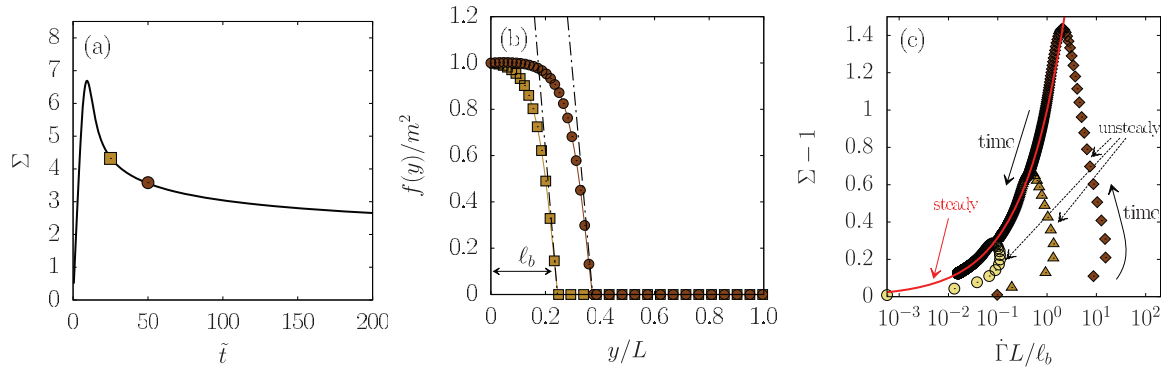 (a)
Σ
8
7
6
5
4
3
2
1
0
0 50 100 150 200
t̃
(b)
f(y)/m²
1.2
1.0
0.8
0.6
0.4
0.2
0
ℓ_b
0 0.2 0.4 0.6 0.8 1.0
y/L
(c)
Σ − 1
1.4
1.2
1
0.8
0.6
0.4
0.2
0
time
unsteady
steady
time
10⁻³ 10⁻² 10⁻¹ 10⁰ 10¹ 10²
Γ̇L/ℓ_b